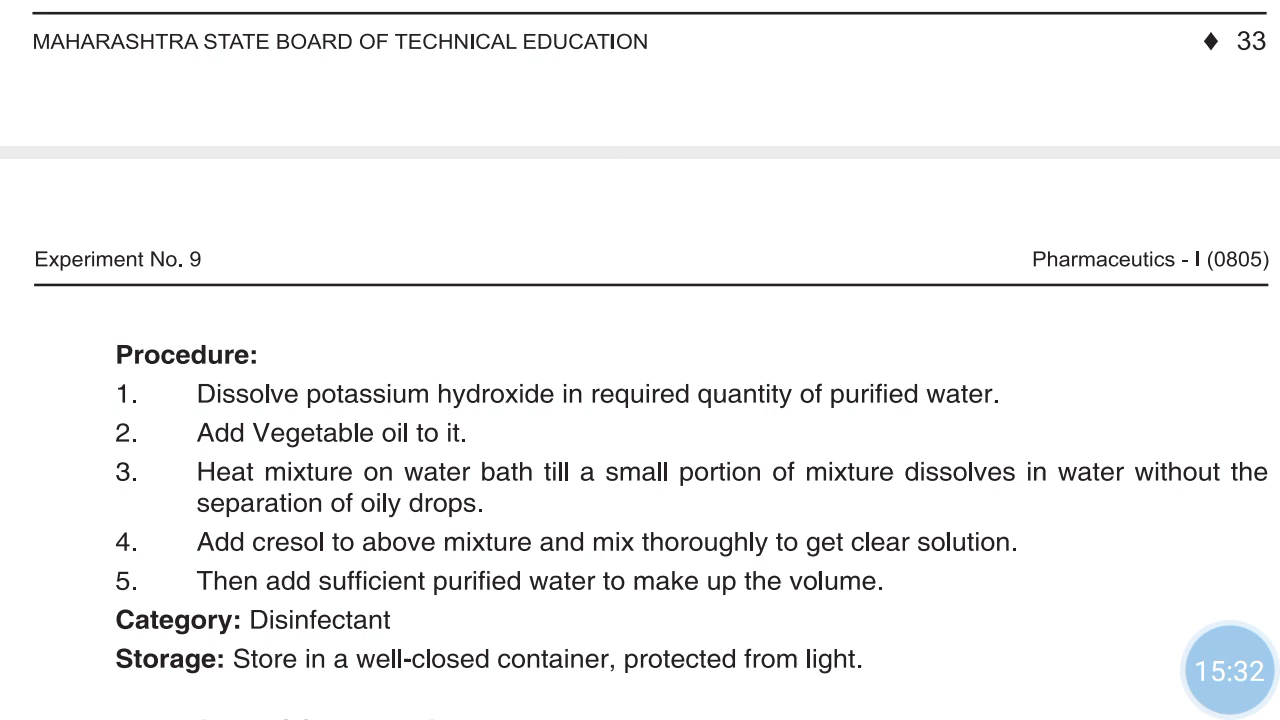 MAHARASHTRA STATE BOARD OF TECHNICAL EDUCATION ♦ 33
Experiment No. 9 Pharmaceutics - I (0805)
Procedure:
1. Dissolve potassium hydroxide in required quantity of purified water.
2. Add Vegetable oil to it.
3. Heat mixture on water bath till a small portion of mixture dissolves in water without the
separation of oily drops.
4. Add cresol to above mixture and mix thoroughly to get clear solution.
5. Then add sufficient purified water to make up the volume.
Category: Disinfectant
Storage: Store in a well-closed container, protected from light.
15:32